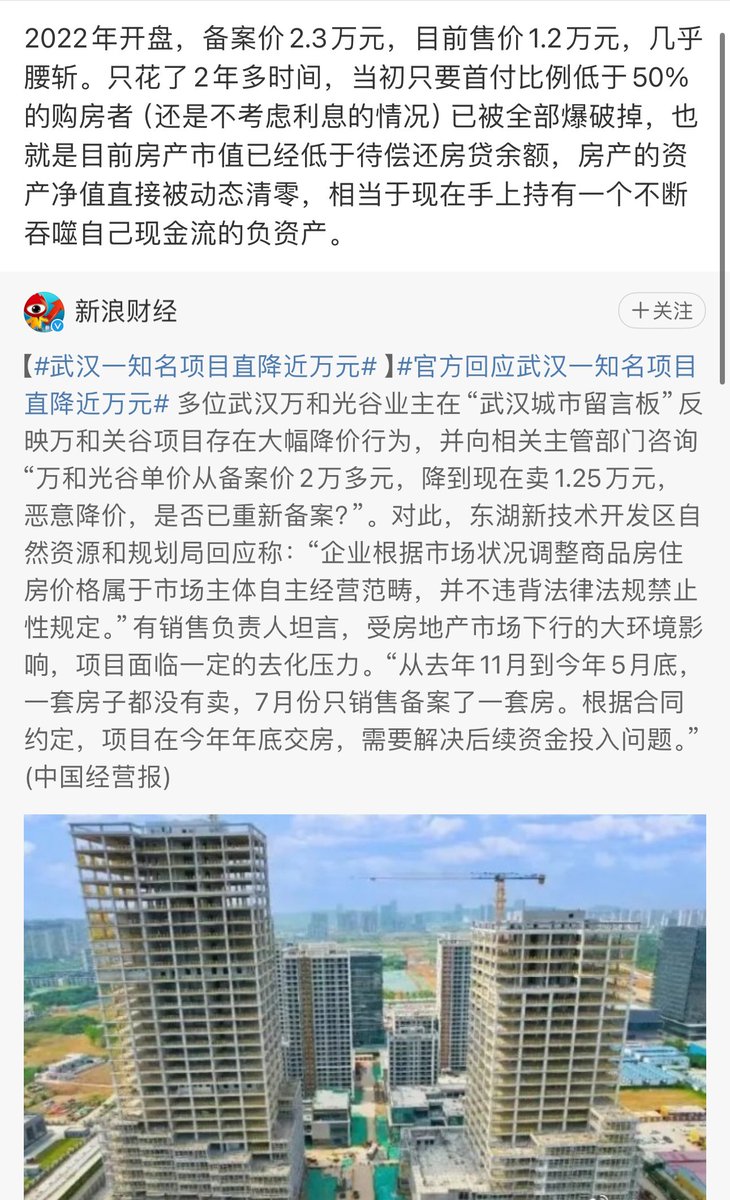 2022年开盘，备案价2.3万元，目前售价1.2万元，几乎
腰斩。只花了2年多时间，当初只要首付比例低于50%
的购房者（还是不考虑利息的情况）已被全部爆破掉，也
就是目前房产市值已经低于待偿还房贷余额，房产的资
产净值直接被动态清零，相当于现在手上持有一个不断
吞噬自己现金流的负资产。
新浪财经
＋关注
【#武汉一知名项目直降近万元#】#官方回应武汉一知名项目
直降近万元# 多位武汉万和光谷业主在“武汉城市留言板”反
映万和关谷项目存在大幅降价行为，并向相关主管部门咨询
“万和光谷单价从备案价2万多元，降到现在卖1.25万元，
恶意降价，是否已重新备案？”。对此，东湖新技术开发区自
然资源和规划局回应称：“企业根据市场状况调整商品房住
房价格属于市场主体自主经营范畴，并不违背法律法规禁止
性规定。”有销售负责人坦言，受房地产市场下行的大环境影
响，项目面临一定的去化压力。“从去年11月到今年5月底，
一套房子都没有卖，7月份只销售备案了一套房。根据合同
约定，项目在今年年底交房，需要解决后续资金投入问题。”
(中国经营报)